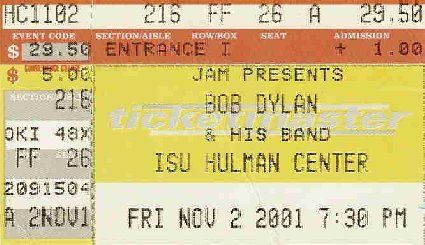 HC1102 216 FF 26 A 29.50
EVENT CODE SECTION/AISLE ROW/BOX SEAT ADMISSION
$ 29.50 ENTRANCE I + 1.00
$ 5.00 JAM PRESENTS
SECTION
216 BOB DYLAN
ticketmaster
OKI 48X & HIS BAND
FF 26 ISU HULMAN CENTER
2091504
A 2NOV1 FRI NOV 2 2001 7:30 PM